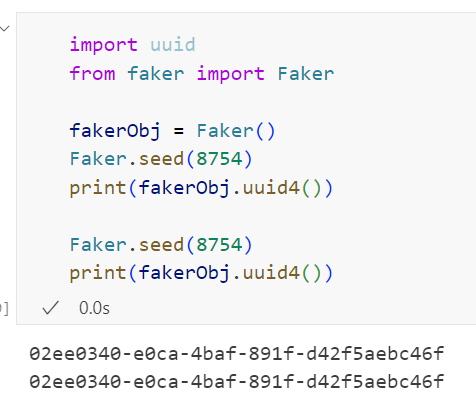 import uuid
from faker import Faker
fakerObj = Faker()
Faker.seed(8754)
print(fakerObj.uuid4())
Faker.seed(8754)
print(fakerObj.uuid4())
]
0.0s
02ee0340-e0ca-4baf-891f-d42f5aebc46f
02ee0340-e0ca-4baf-891f-d42f5aebc46f